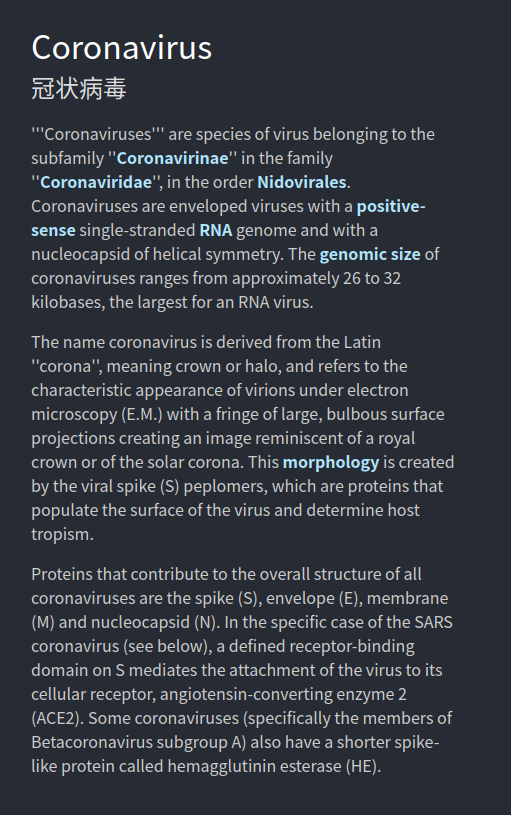 Coronavirus
冠状病毒
'''Coronaviruses''' are species of virus belonging to the
subfamily ''Coronavirinae'' in the family
''Coronaviridae'', in the order Nidovirales.
Coronaviruses are enveloped viruses with a positive-
sense single-stranded RNA genome and with a
nucleocapsid of helical symmetry. The genomic size of
coronaviruses ranges from approximately 26 to 32
kilobases, the largest for an RNA virus.
The name coronavirus is derived from the Latin
''corona'', meaning crown or halo, and refers to the
characteristic appearance of virions under electron
microscopy (E.M.) with a fringe of large, bulbous surface
projections creating an image reminiscent of a royal
crown or of the solar corona. This morphology is created
by the viral spike (S) peplomers, which are proteins that
populate the surface of the virus and determine host
tropism.
Proteins that contribute to the overall structure of all
coronaviruses are the spike (S), envelope (E), membrane
(M) and nucleocapsid (N). In the specific case of the SARS
coronavirus (see below), a defined receptor-binding
domain on S mediates the attachment of the virus to its
cellular receptor, angiotensin-converting enzyme 2
(ACE2). Some coronaviruses (specifically the members of
Betacoronavirus subgroup A) also have a shorter spike-
like protein called hemagglutinin esterase (HE).